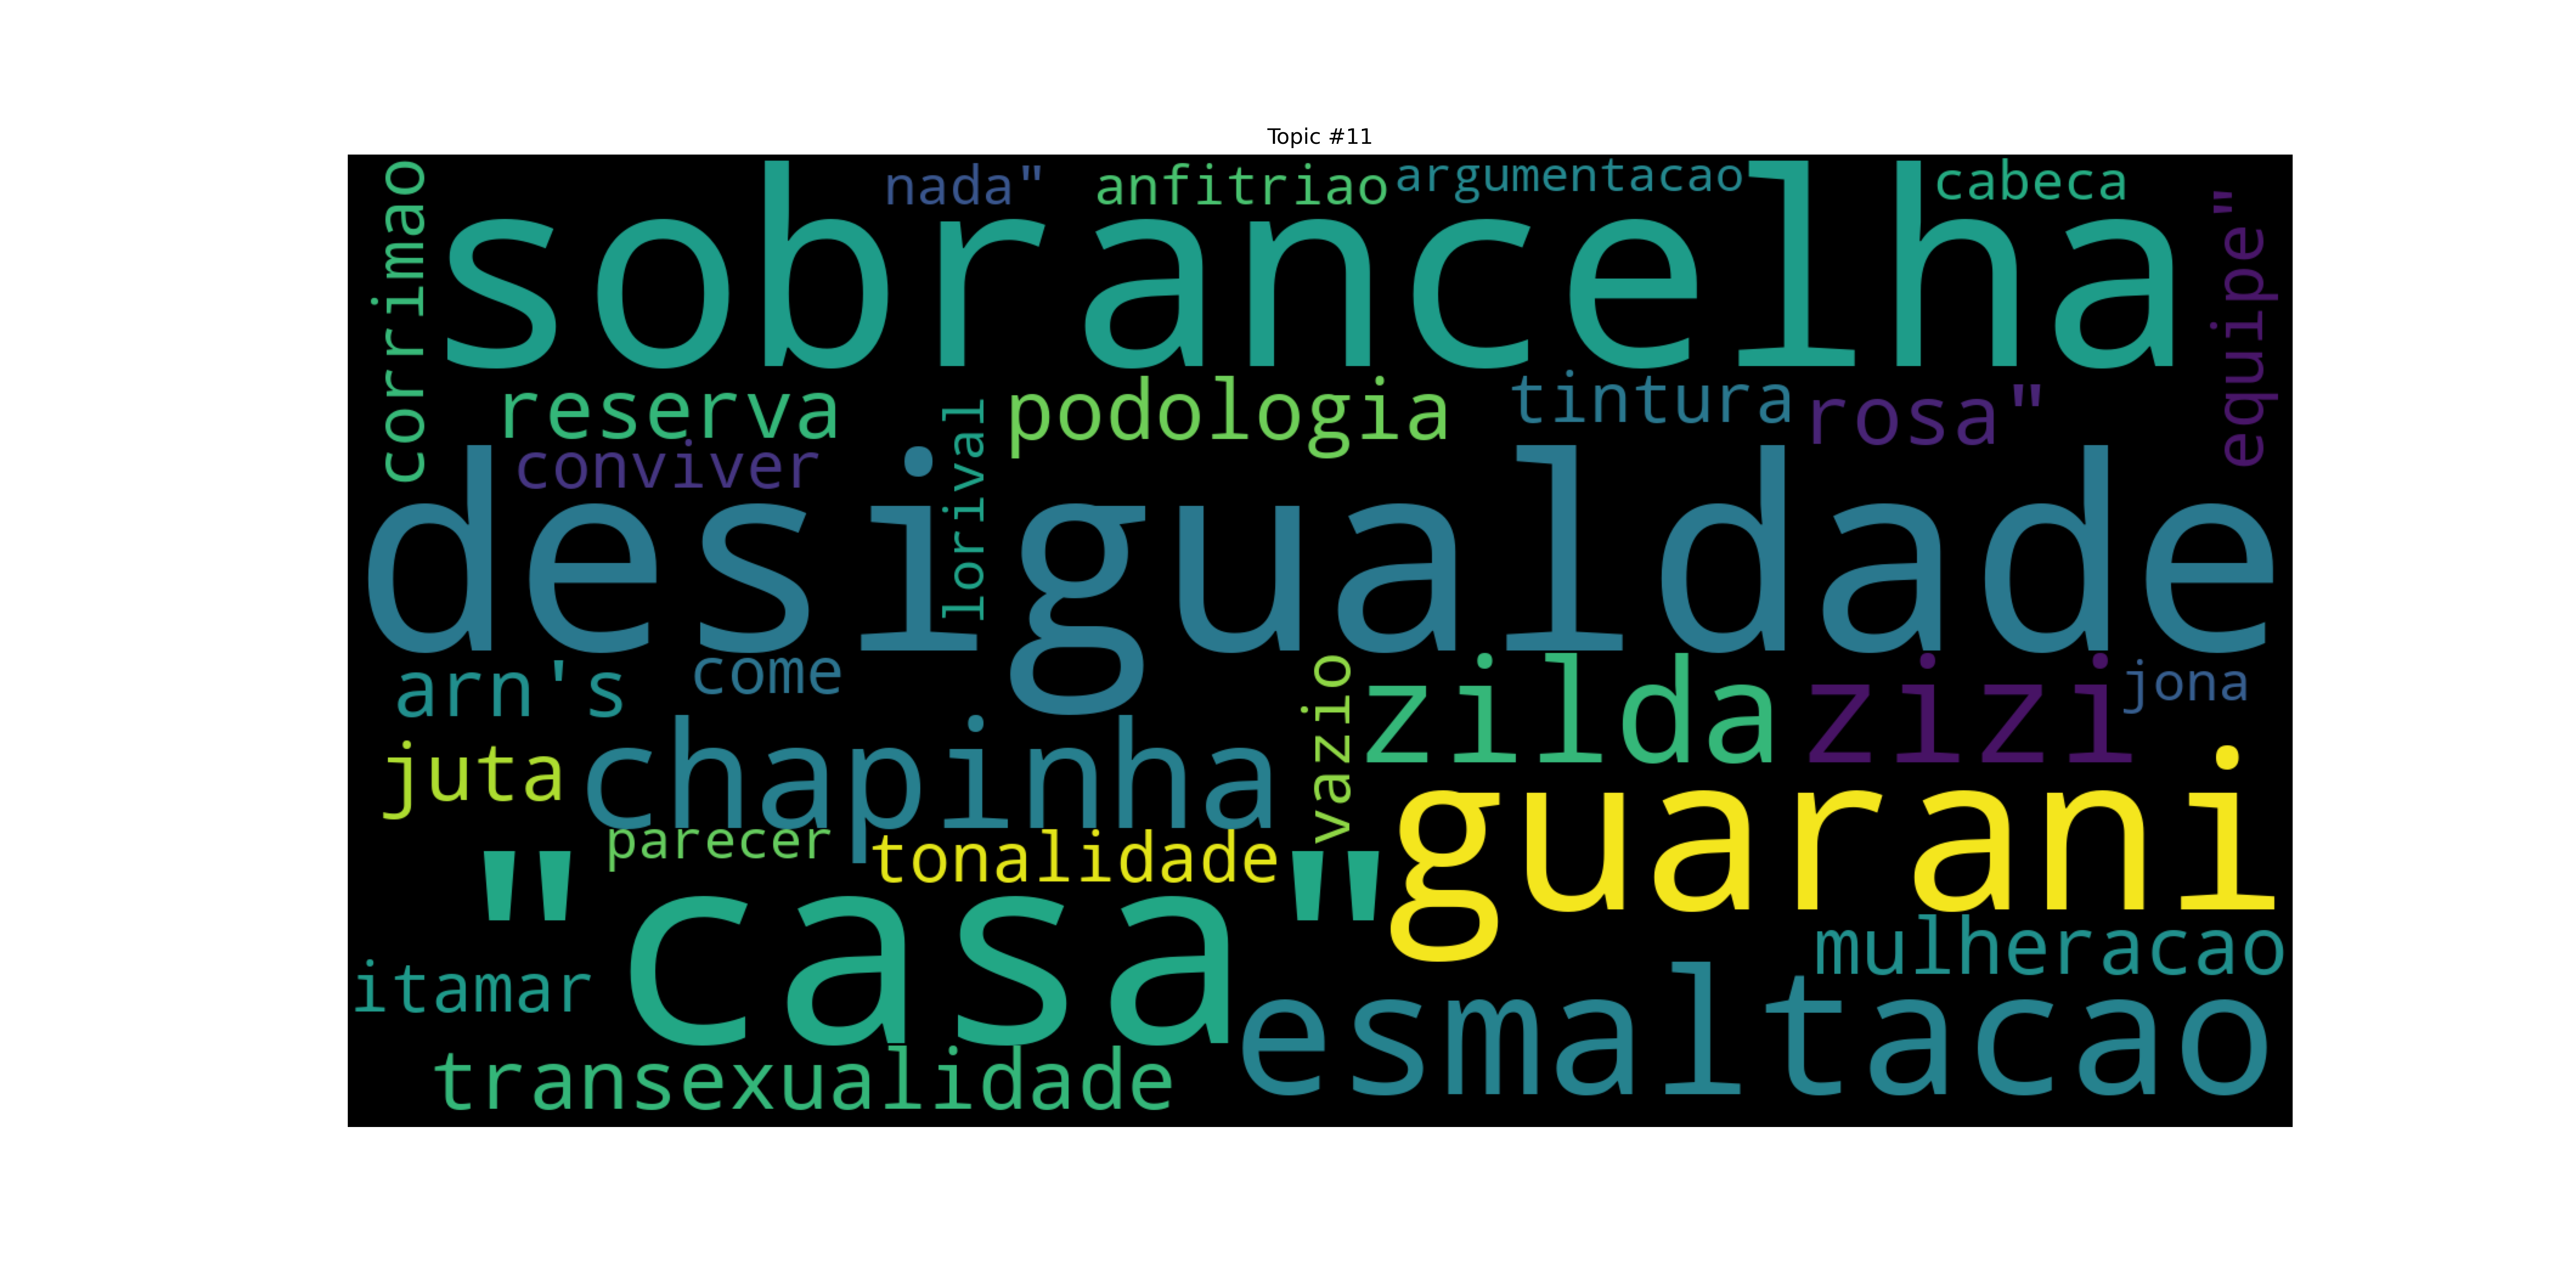 Topic #11
corrimao
nada"
anfitriao
argumentacao
cabeca
equipe"
sobrancelha
reserva
podologia
tintura
rosa"
conviver
lorival
desigualdade
arn's
come
vazio
zilda
zizi
jona
juta
chapinha
guarani
parecer
tonalidade
"casa"
mulheracao
itamar
esmaltacao
transexualidade